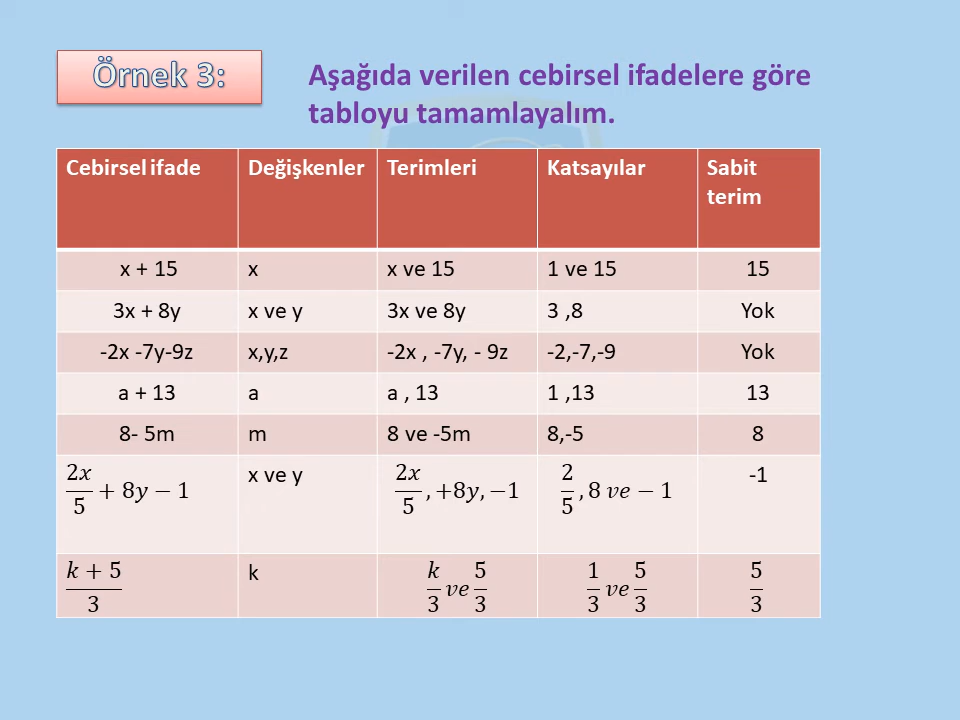 Örnek 3:
Aşağıda verilen cebirsel ifadelere göre
tabloyu tamamlayalım.
Cebirsel ifade Değişkenler Terimleri Katsayılar Sabit
terim
x + 15 x x ve 15 1 ve 15 15
3x + 8y x ve y 3x ve 8y 3 ,8 Yok
-2x -7y-9z x,y,z -2x , -7y, - 9z -2,-7,-9 Yok
a + 13 a a , 13 1 ,13 13
8- 5m m 8 ve -5m 8,-5 8
2x/5 + 8y − 1 x ve y 2x/5 , +8y, −1 2/5 , 8 ve − 1 -1
k + 5/3 k k/3 ve 5/3 1/3 ve 5/3 5/3